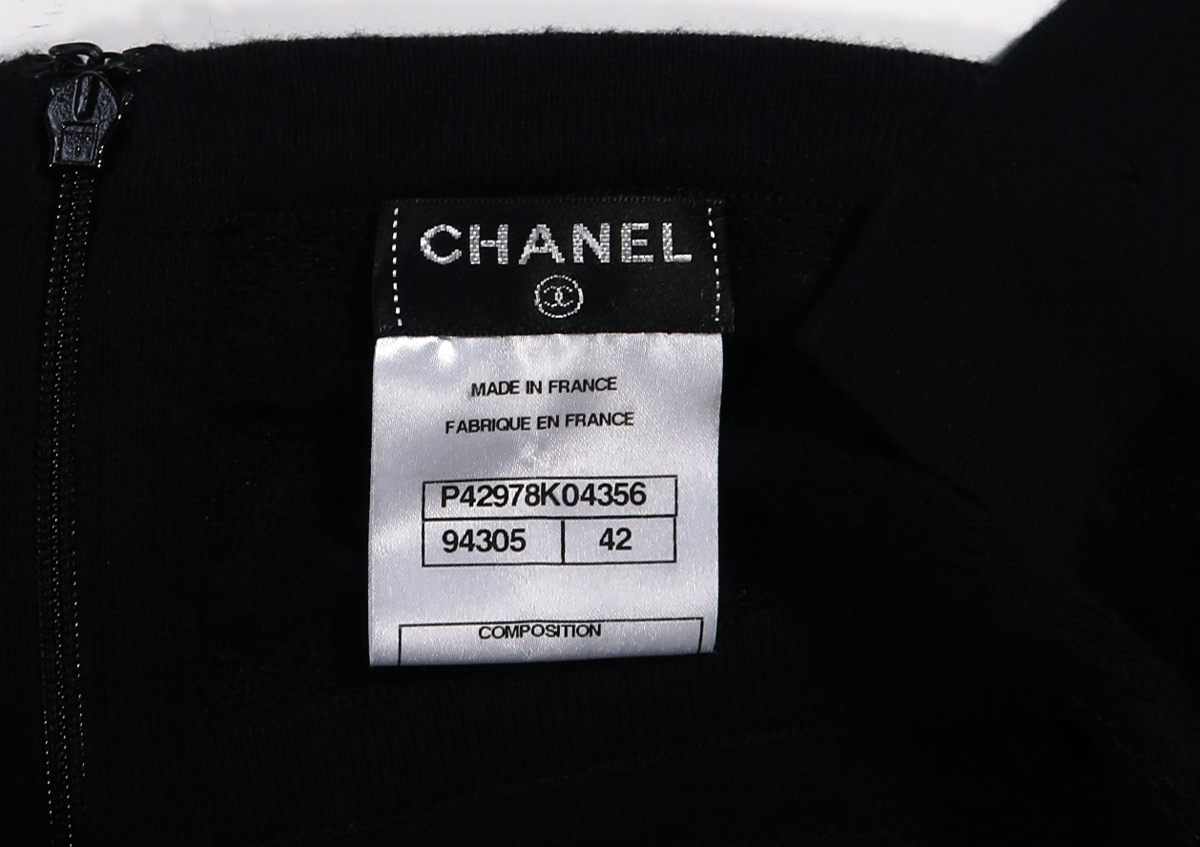 CHANEL
MADE IN FRANCE
FABRIQUE EN FRANCE
P42978K04356
94305 42
COMPOSITION